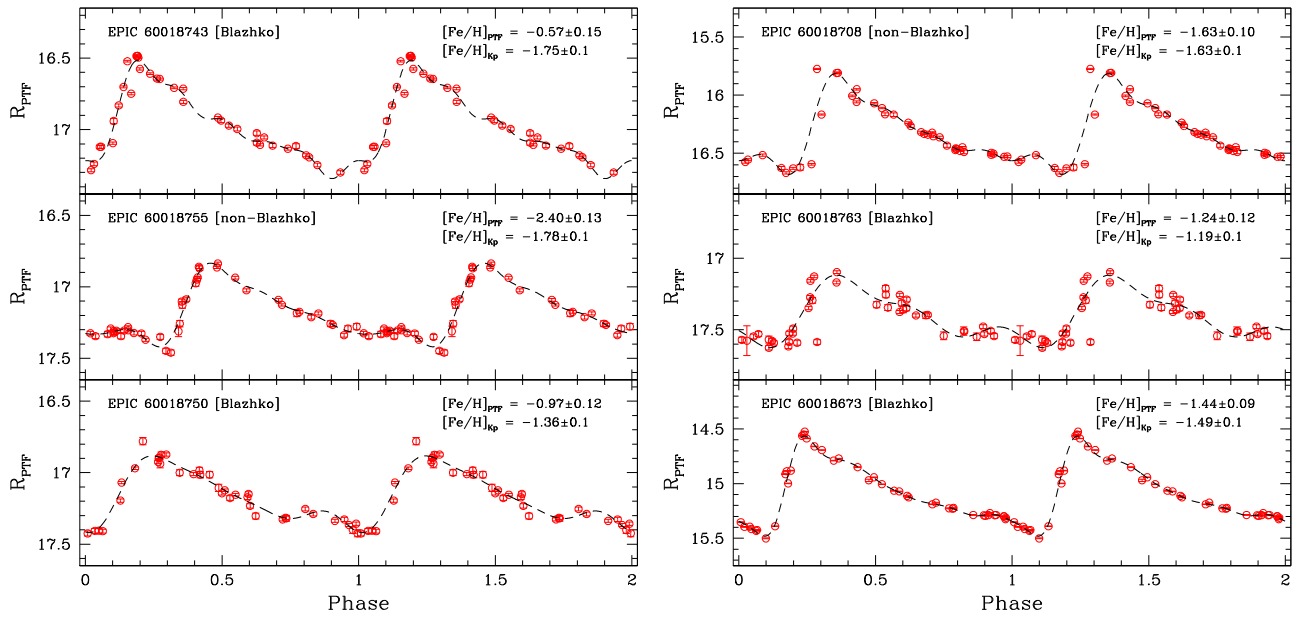 EPIC 60018743 [Blazhko]
[Fe/H]PTF = −0.57±0.15
[Fe/H]Kp = −1.75±0.1
16.5
17
RPTF
EPIC 60018755 [non-Blazhko]
[Fe/H]PTF = −2.40±0.13
[Fe/H]Kp = −1.78±0.1
16.5
17
17.5
RPTF
EPIC 60018750 [Blazhko]
[Fe/H]PTF = −0.97±0.12
[Fe/H]Kp = −1.36±0.1
16.5
17
17.5
RPTF
0 0.5 1 1.5 2
Phase
EPIC 60018708 [non-Blazhko]
[Fe/H]PTF = −1.63±0.10
[Fe/H]Kp = −1.63±0.1
15.5
16
16.5
RPTF
EPIC 60018763 [Blazhko]
[Fe/H]PTF = −1.24±0.12
[Fe/H]Kp = −1.19±0.1
17
17.5
RPTF
EPIC 60018673 [Blazhko]
[Fe/H]PTF = −1.44±0.09
[Fe/H]Kp = −1.49±0.1
14.5
15
15.5
RPTF
0 0.5 1 1.5 2
Phase